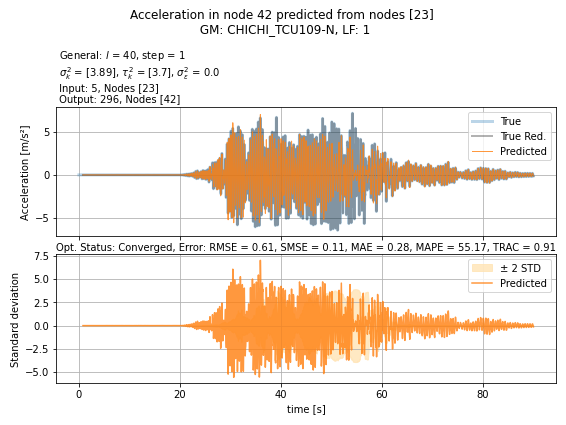 Acceleration in node 42 predicted from nodes [23]
GM: CHICHI_TCU109-N, LF: 1
General: l = 40, step = 1
σ²ₖ = [3.89], τ²ₖ = [3.7], σ²ε = 0.0
Input: 5, Nodes [23]
Output: 296, Nodes [42]
Acceleration [m/s²]
5
0
−5
True
True Red.
Predicted
Opt. Status: Converged, Error: RMSE = 0.61, SMSE = 0.11, MAE = 0.28, MAPE = 55.17, TRAC = 0.91
Standard deviation
7.5
5.0
2.5
0.0
−2.5
−5.0
± 2 STD
Predicted
0 20 40 60 80
time [s]